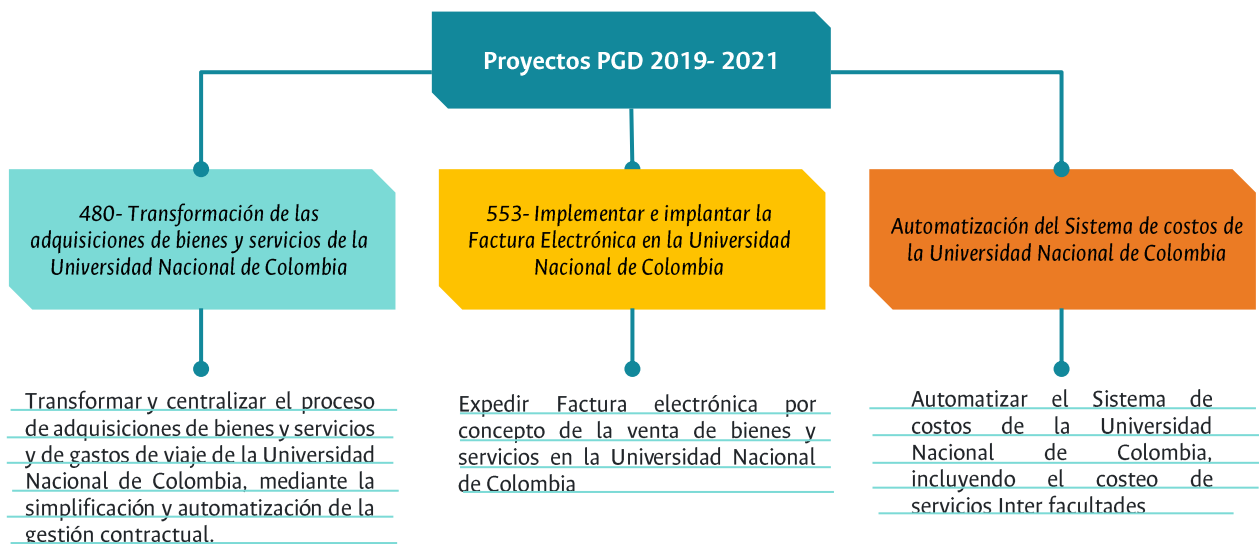 Proyectos PGD 2019- 2021
480- Transformación de las
adquisiciones de bienes y servicios de la
Universidad Nacional de Colombia
553- Implementar e implantar la
Factura Electrónica en la Universidad
Nacional de Colombia
Automatización del Sistema de costos de
la Universidad Nacional de Colombia
Transformar y centralizar el proceso
de adquisiciones de bienes y servicios
y de gastos de viaje de la Universidad
Nacional de Colombia, mediante la
simplificación y automatización de la
gestión contractual.
Expedir Factura electrónica por
concepto de la venta de bienes y
servicios en la Universidad Nacional
de Colombia
Automatizar el Sistema de
costos de la Universidad
Nacional de Colombia,
incluyendo el costeo de
servicios Inter facultades